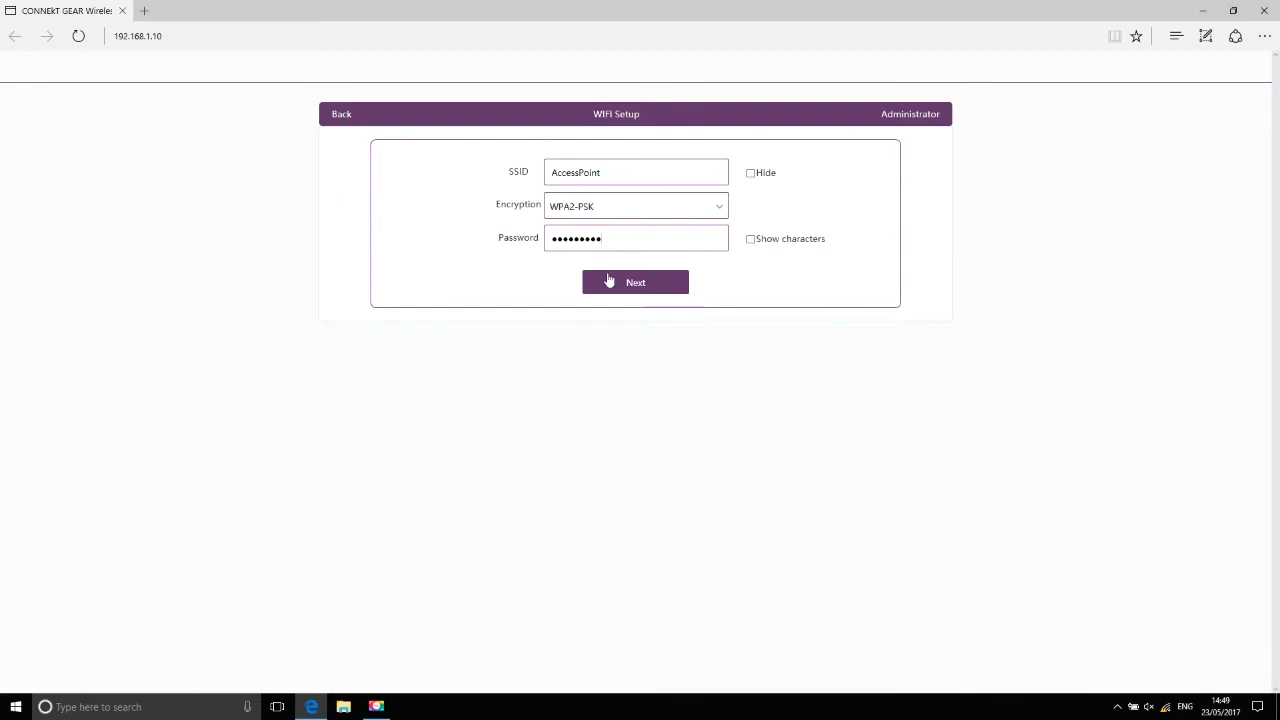 CONNEkT GEAR Wireles
192.168.1.10
Back WIFI Setup Administrator
SSID AccessPoint Hide
Encryption WPA2-PSK
Password ••••••••• Show characters
Next
Type here to search
ENG
14:49
23/05/2017